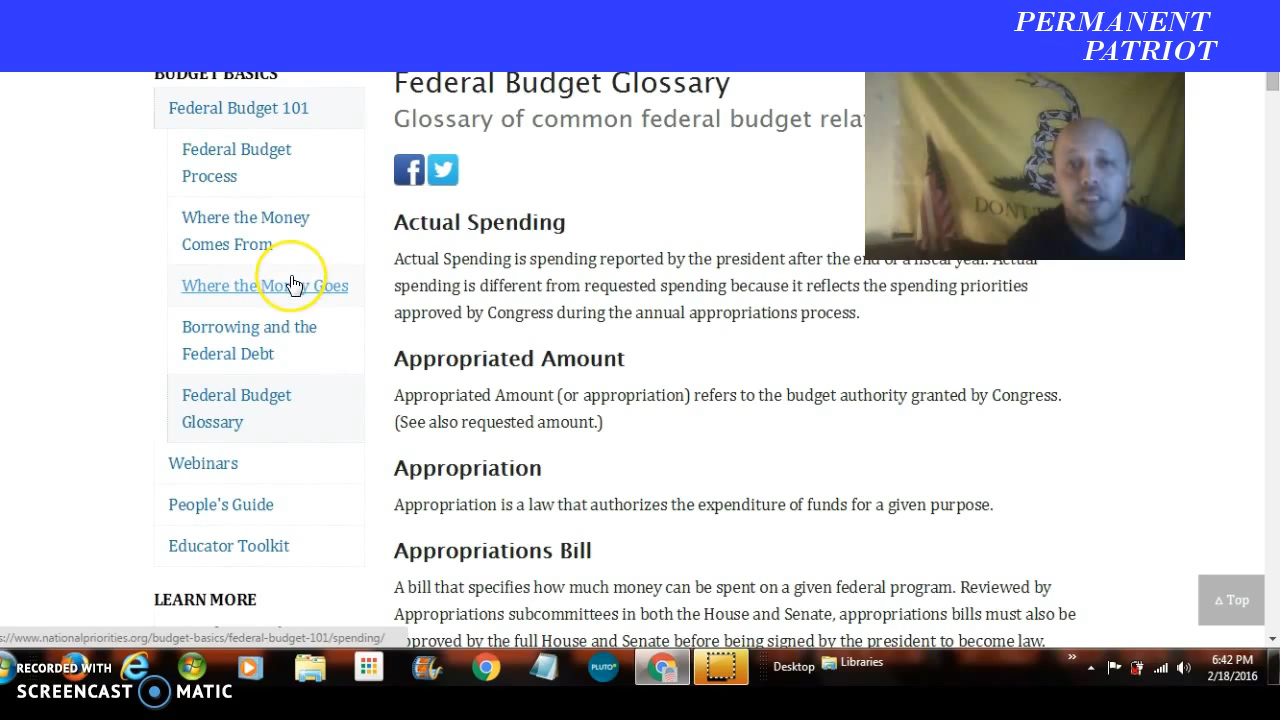 PERMANENT
PATRIOT
BUDGET BASICS
Federal Budget 101
Federal Budget
Process
Where the Money
Comes From
Where the Money Goes
Borrowing and the
Federal Debt
Federal Budget
Glossary
Webinars
People's Guide
Educator Toolkit
LEARN MORE
Federal Budget Glossary
Glossary of common federal budget rela
DON'T
Actual Spending
Actual Spending is spending reported by the president after the end of a fiscal year. Actual
spending is different from requested spending because it reflects the spending priorities
approved by Congress during the annual appropriations process.
Appropriated Amount
Appropriated Amount (or appropriation) refers to the budget authority granted by Congress.
(See also requested amount.)
Appropriation
Appropriation is a law that authorizes the expenditure of funds for a given purpose.
Appropriations Bill
A bill that specifies how much money can be spent on a given federal program. Reviewed by
Appropriations subcommittees in both the House and Senate, appropriations bills must also be
approved by the full House and Senate before being signed by the president to become law.
Top
s://www.nationalpriorities.org/budget-basics/federal-budget-101/spending/
RECORDED WITH
SCREENCAST MATIC
PLUTO
Desktop
Libraries
6:42 PM
2/18/2016